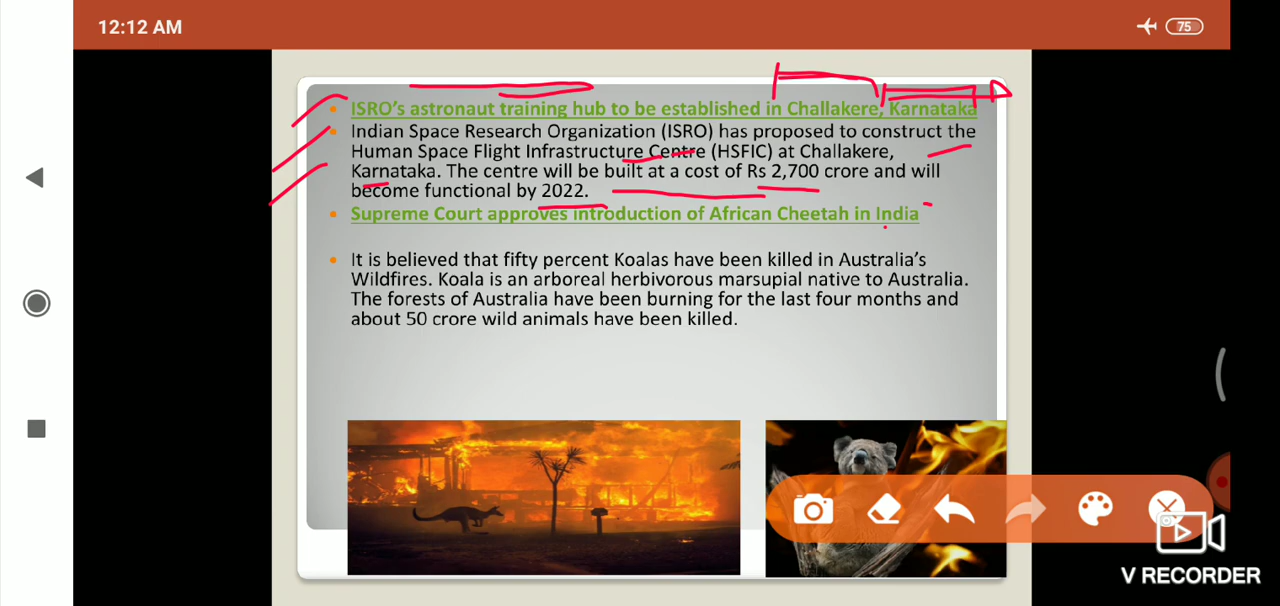 12:12 AM
75
ISRO's astronaut training hub to be established in Challakere, Karnataka
Indian Space Research Organization (ISRO) has proposed to construct the
Human Space Flight Infrastructure Centre (HSFIC) at Challakere,
Karnataka. The centre will be built at a cost of Rs 2,700 crore and will
become functional by 2022.
Supreme Court approves introduction of African Cheetah in India
It is believed that fifty percent Koalas have been killed in Australia's
Wildfires. Koala is an arboreal herbivorous marsupial native to Australia.
The forests of Australia have been burning for the last four months and
about 50 crore wild animals have been killed.
V RECORDER